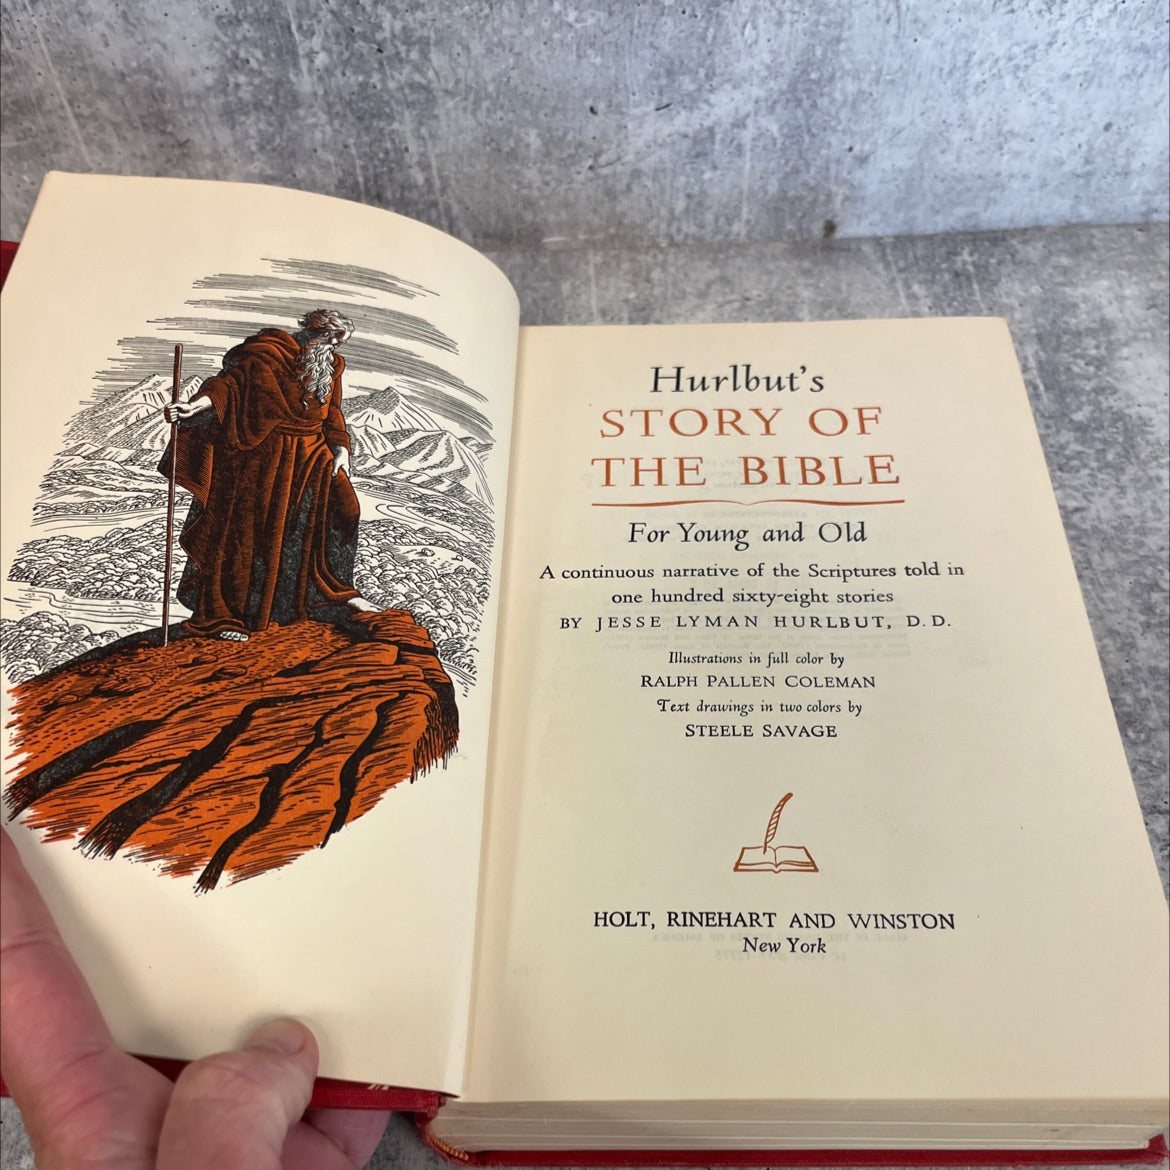 Hurlbut's
STORY OF
THE BIBLE
For Young and Old
A continuous narrative of the Scriptures told in
one hundred sixty-eight stories
BY JESSE LYMAN HURLBUT, D.D.
Illustrations in full color by
RALPH PALLEN COLEMAN
Text drawings in two colors by
STEELE SAVAGE
HOLT, RINEHART AND WINSTON
New York